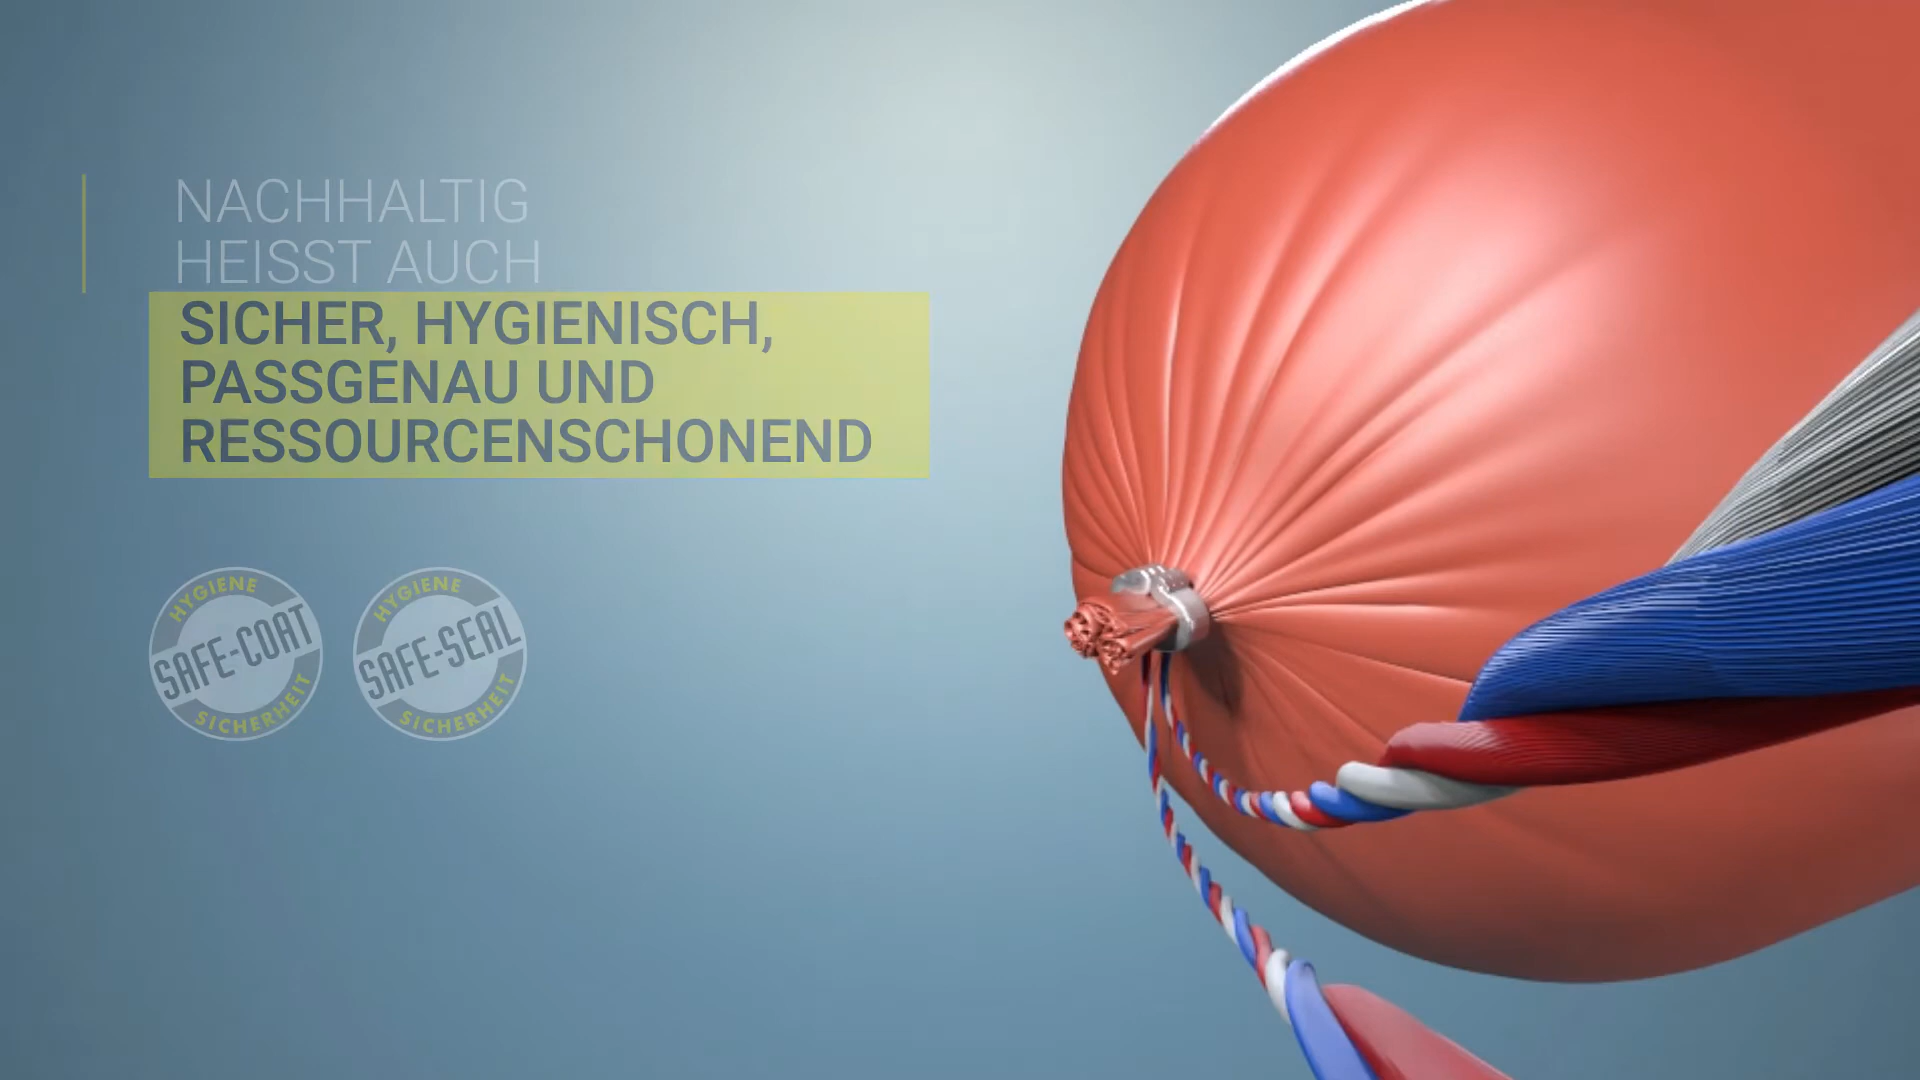 NACHHALTIG
HEISST AUCH
SICHER, HYGIENISCH,
PASSGENAU UND
RESSOURCENSCHONEND
HYGIENE
SAFE-COAT
SICHERHEIT
HYGIENE
SAFE-SEAL
SICHERHEIT